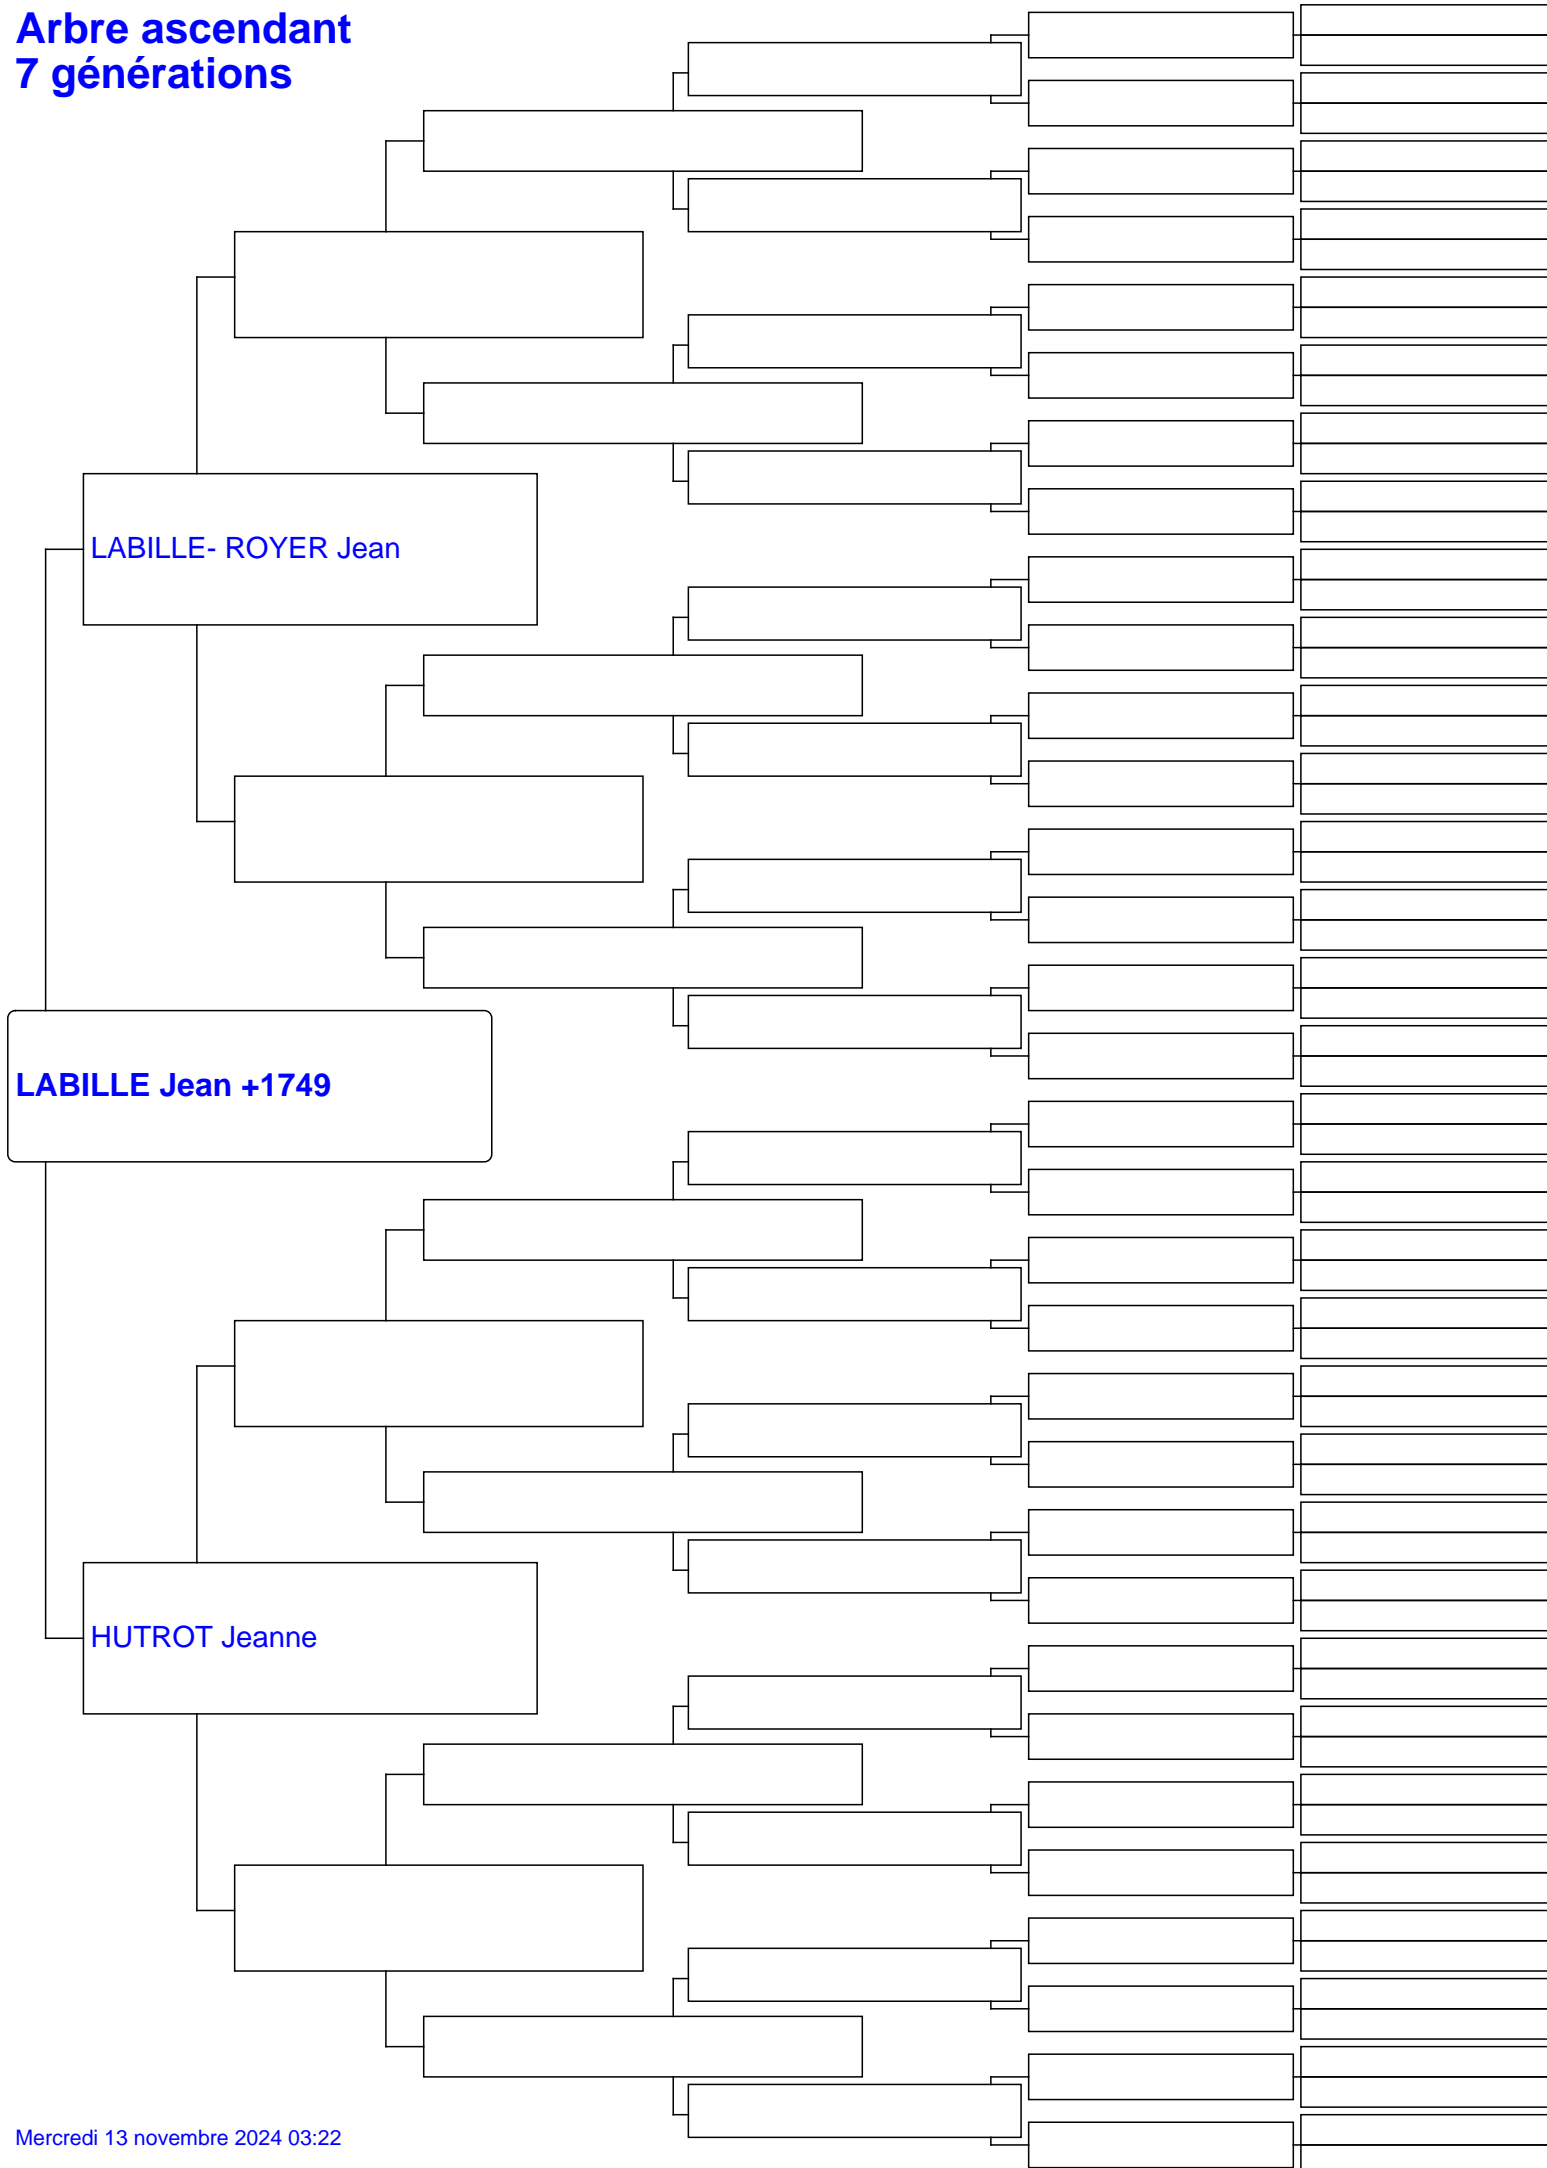 Arbre ascendant
7 générations
LABILLE- ROYER Jean
LABILLE Jean +1749
HUTROT Jeanne
Mercredi 13 novembre 2024 03:22